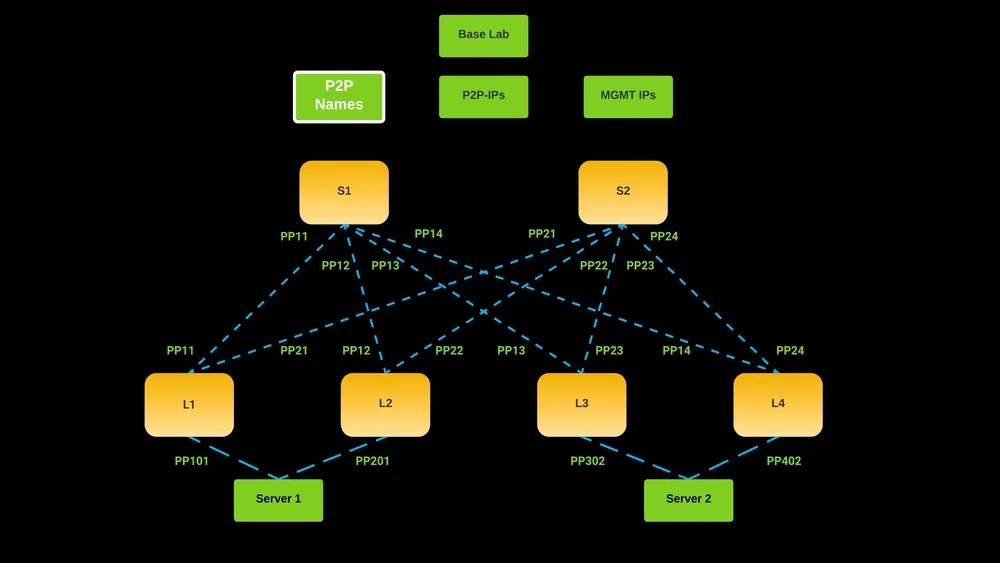 Base Lab
P2P
Names
P2P-IPs
MGMT IPs
S1
S2
PP11
PP14
PP21
PP24
PP12
PP13
PP22
PP23
PP11
PP21
PP12
PP22
PP13
PP23
PP14
PP24
L1
L2
L3
L4
PP101
PP201
PP302
PP402
Server 1
Server 2